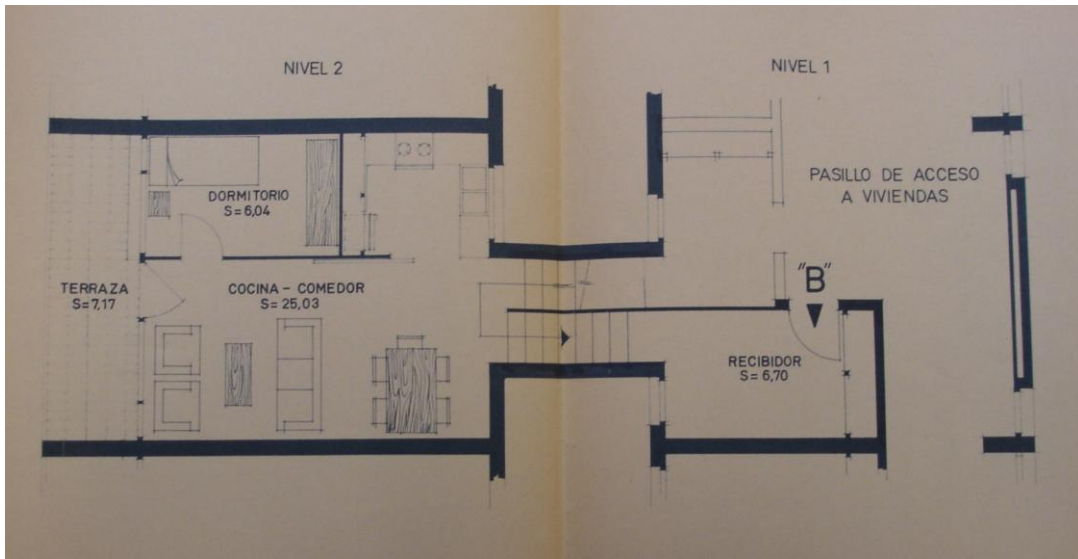 NIVEL 2
NIVEL 1
PASILLO DE ACCESO
A VIVIENDAS
DORMITORIO
S=6,04
TERRAZA
S=7,17
COCINA-COMEDOR
S=25,03
"B"
RECIBIDOR
S=6,70